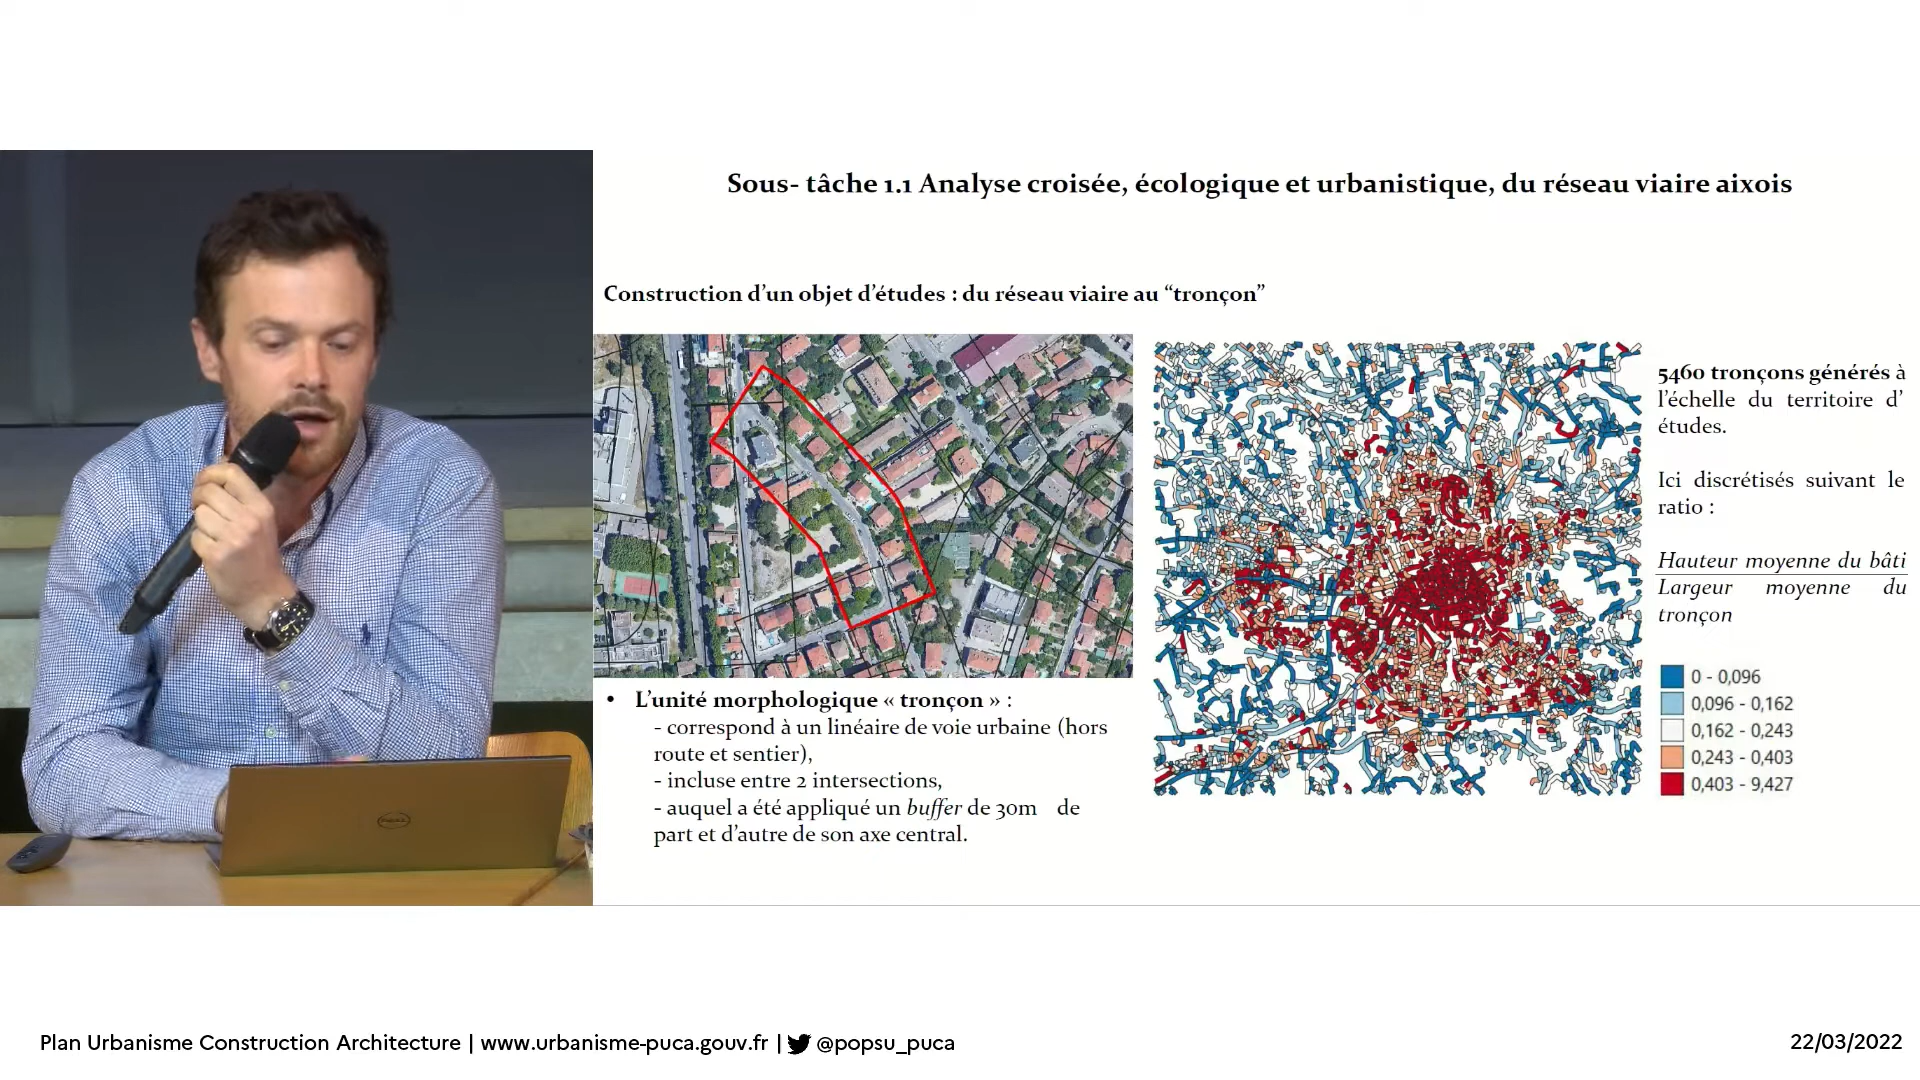 Sous- tâche 1.1 Analyse croisée, écologique et urbanistique, du réseau viaire aixois
Construction d'un objet d'études : du réseau viaire au “tronçon”
• L'unité morphologique « tronçon » :
- correspond à un linéaire de voie urbaine (hors
route et sentier),
- incluse entre 2 intersections,
- auquel a été appliqué un buffer de 30m de
part et d'autre de son axe central.
5460 tronçons générés à
l'échelle du territoire d'
études.
Ici discrétisés suivant le
ratio :
Hauteur moyenne du bâti
Largeur moyenne du
tronçon
0 - 0,096
0,096 - 0,162
0,162 - 0,243
0,243 - 0,403
0,403 - 9,427
DELL
Plan Urbanisme Construction Architecture | www.urbanisme-puca.gouv.fr | @popsu_puca
22/03/2022